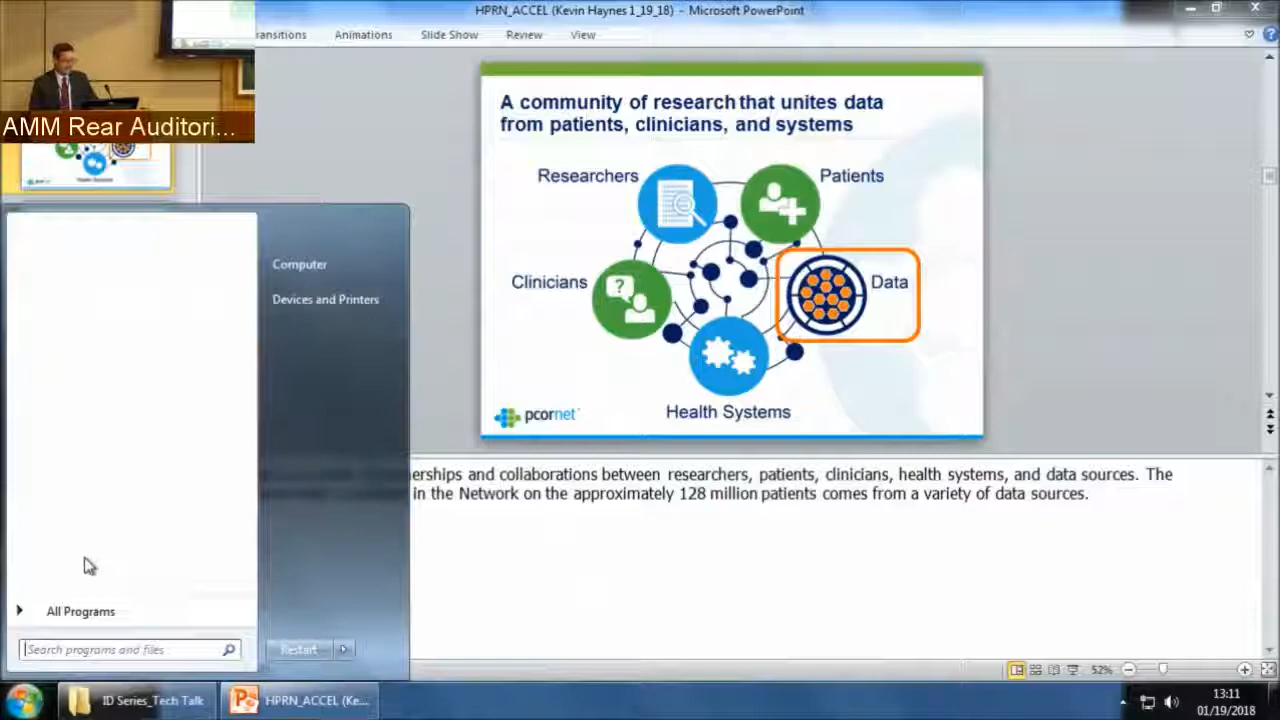 HPRN_ACCEL (Kevin Haynes 1_19_18) - Microsoft PowerPoint
ransitions Animations Slide Show Review View
AMM Rear Auditori...
A community of research that unites data
from patients, clinicians, and systems
Researchers
Patients
Clinicians
?
Data
Health Systems
pcornet
Health Systems
Computer
Devices and Printers
nerships and collaborations between researchers, patients, clinicians, health systems, and data sources. The
in the Network on the approximately 128 million patients comes from a variety of data sources.
All Programs
Search programs and files
Restart
52%
ID Series_Tech Talk
HPRN_ACCEL (Ke...
13:11
01/19/2018